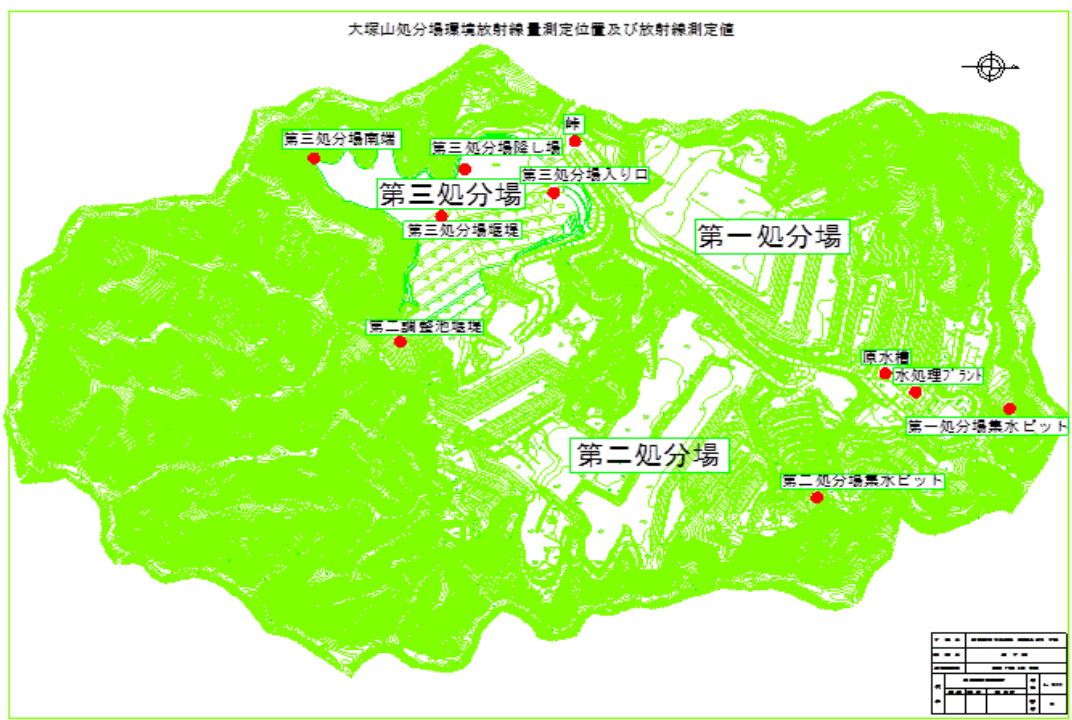 大塚山処分場環境放射線量測定位置及び放射線測定値
峠
第三処分場南端
第三処分場降し場
第三処分場入り口
第三処分場
第三処分場堰堤
第一処分場
第二調整池堰堤
原水槽
水処理プラント
第一処分場集水ピット
第二処分場
第二処分場集水ピット